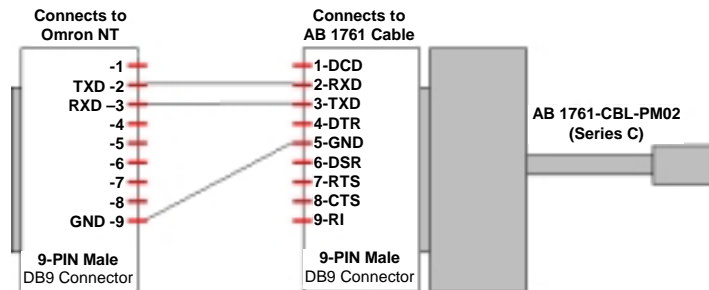 Connects to
Omron NT
-1
TXD -2
RXD –3
-4
-5
-6
-7
-8
GND -9
9-PIN Male
DB9 Connector
Connects to
AB 1761 Cable
1-DCD
2-RXD
3-TXD
4-DTR
5-GND
6-DSR
7-RTS
8-CTS
9-RI
9-PIN Male
DB9 Connector
AB 1761-CBL-PM02
(Series C)